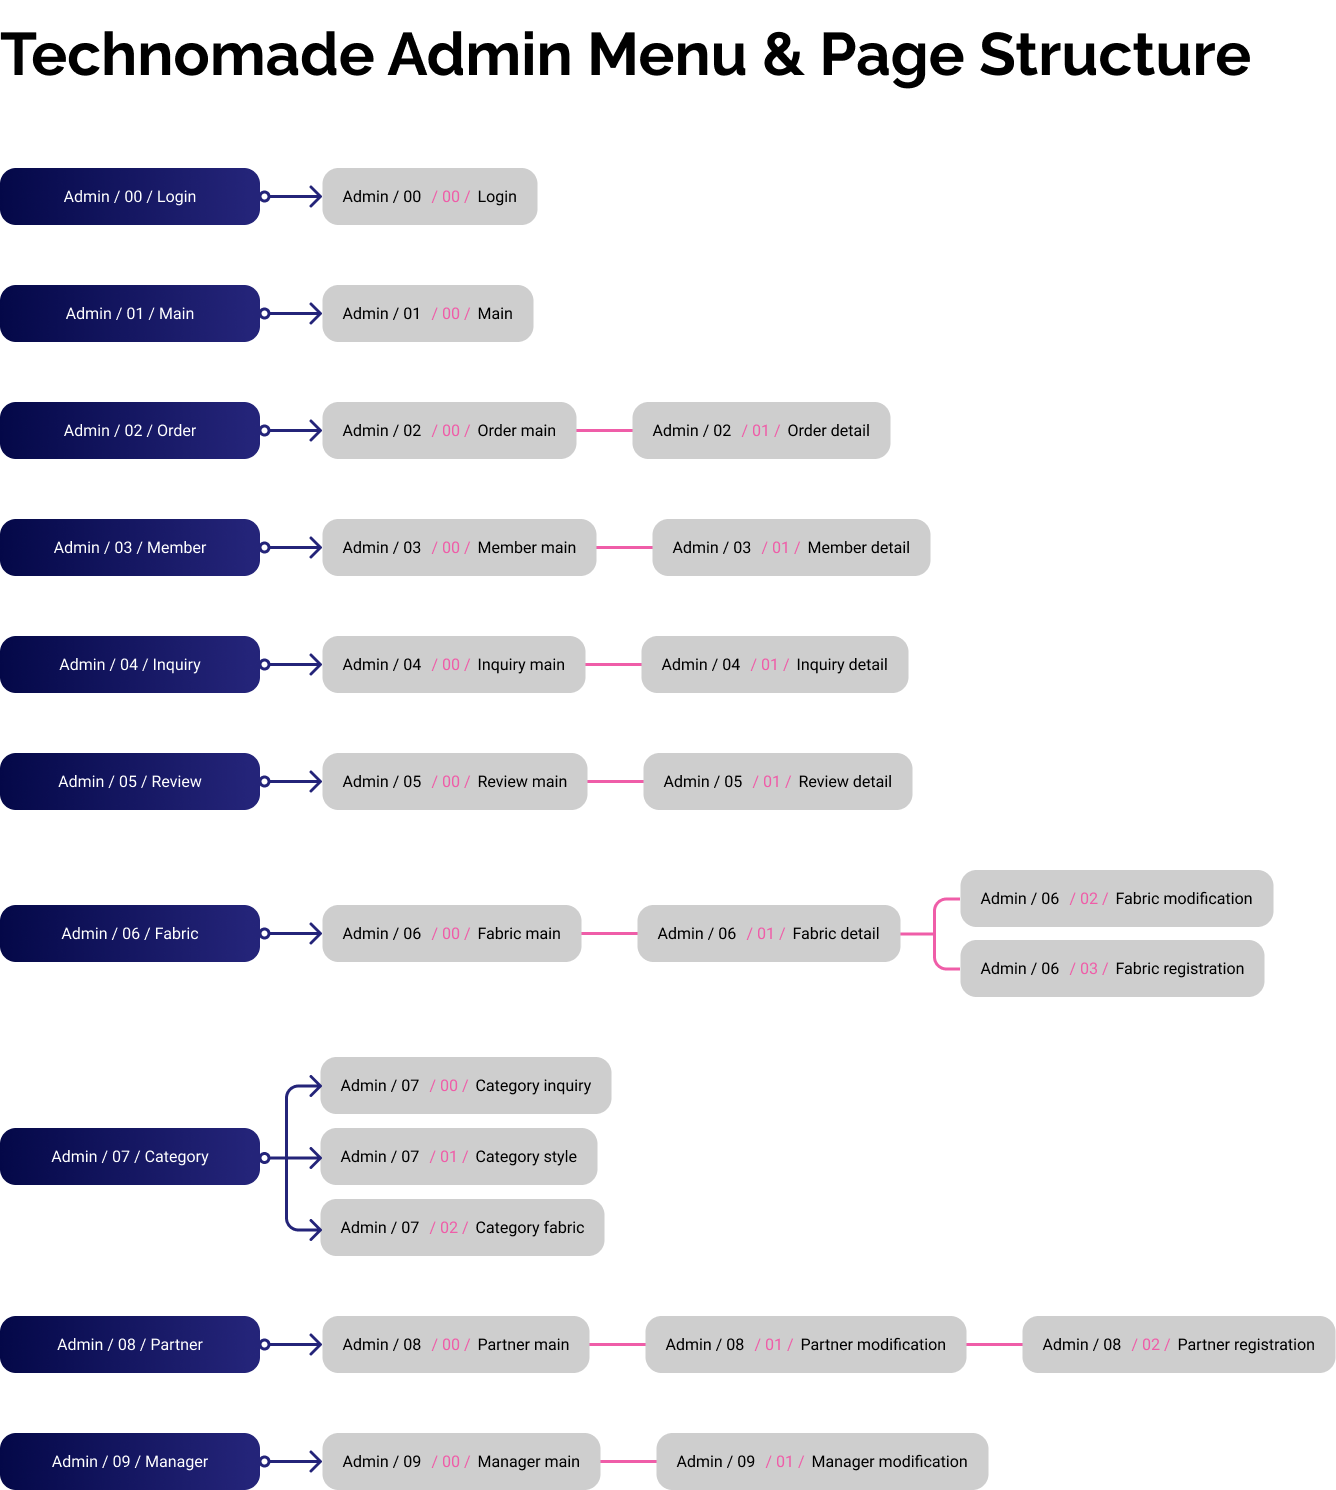 Technomade Admin Menu & Page Structure
Admin / 00 / Login
Admin / 00 / 00 / Login
Admin / 01 / Main
Admin / 01 / 00 / Main
Admin / 02 / Order
Admin / 02 / 00 / Order main
Admin / 02 / 01 / Order detail
Admin / 03 / Member
Admin / 03 / 00 / Member main
Admin / 03 / 01 / Member detail
Admin / 04 / Inquiry
Admin / 04 / 00 / Inquiry main
Admin / 04 / 01 / Inquiry detail
Admin / 05 / Review
Admin / 05 / 00 / Review main
Admin / 05 / 01 / Review detail
Admin / 06 / Fabric
Admin / 06 / 00 / Fabric main
Admin / 06 / 01 / Fabric detail
Admin / 06 / 02 / Fabric modification
Admin / 06 / 03 / Fabric registration
Admin / 07 / Category
Admin / 07 / 00 / Category inquiry
Admin / 07 / 01 / Category style
Admin / 07 / 02 / Category fabric
Admin / 08 / Partner
Admin / 08 / 00 / Partner main
Admin / 08 / 01 / Partner modification
Admin / 08 / 02 / Partner registration
Admin / 09 / Manager
Admin / 09 / 00 / Manager main
Admin / 09 / 01 / Manager modification